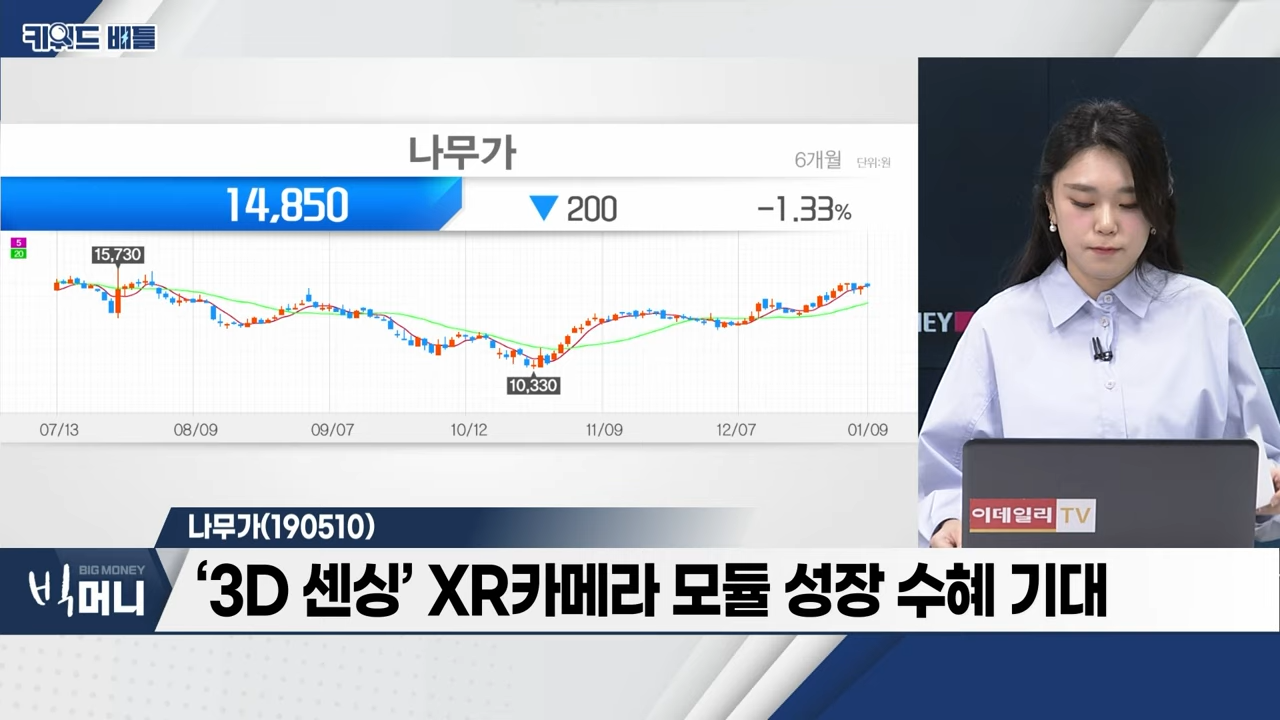 키워드 배틀
나무가
6개월 단위:원
14,850 ▼ 200 -1.33%
5
20
15,730
10,330
07/13 08/09 09/07 10/12 11/09 12/07 01/09
NEY
이데일리 TV
나무가(190510)
빅머니 BIG MONEY
‘3D 센싱’ XR카메라 모듈 성장 수혜 기대